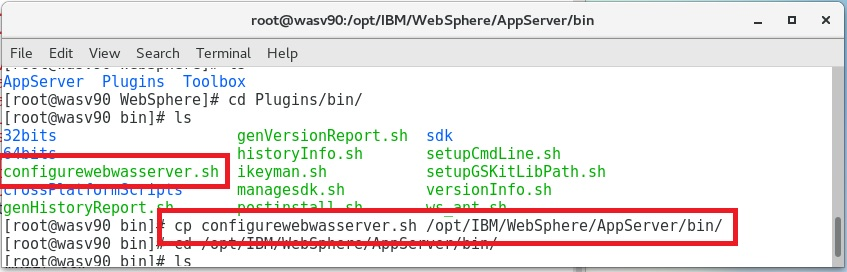 root@wasv90:/opt/IBM/WebSphere/AppServer/bin
File Edit View Search Terminal Help
[root@wasv90 WebSphere]# ls
AppServer Plugins Toolbox
[root@wasv90 WebSphere]# cd Plugins/bin/
[root@wasv90 bin]# ls
32bits genVersionReport.sh sdk
64bits historyInfo.sh setupCmdLine.sh
configurewebwasserver.sh ikeyman.sh setupGSKitLibPath.sh
crossPlatformScripts managesdk.sh versionInfo.sh
genHistoryReport.sh postinstall.sh ws_ant.sh
[root@wasv90 bin]# cp configurewebwasserver.sh /opt/IBM/WebSphere/AppServer/bin/
[root@wasv90 bin]# cd /opt/IBM/WebSphere/AppServer/bin/
[root@wasv90 bin]# ls